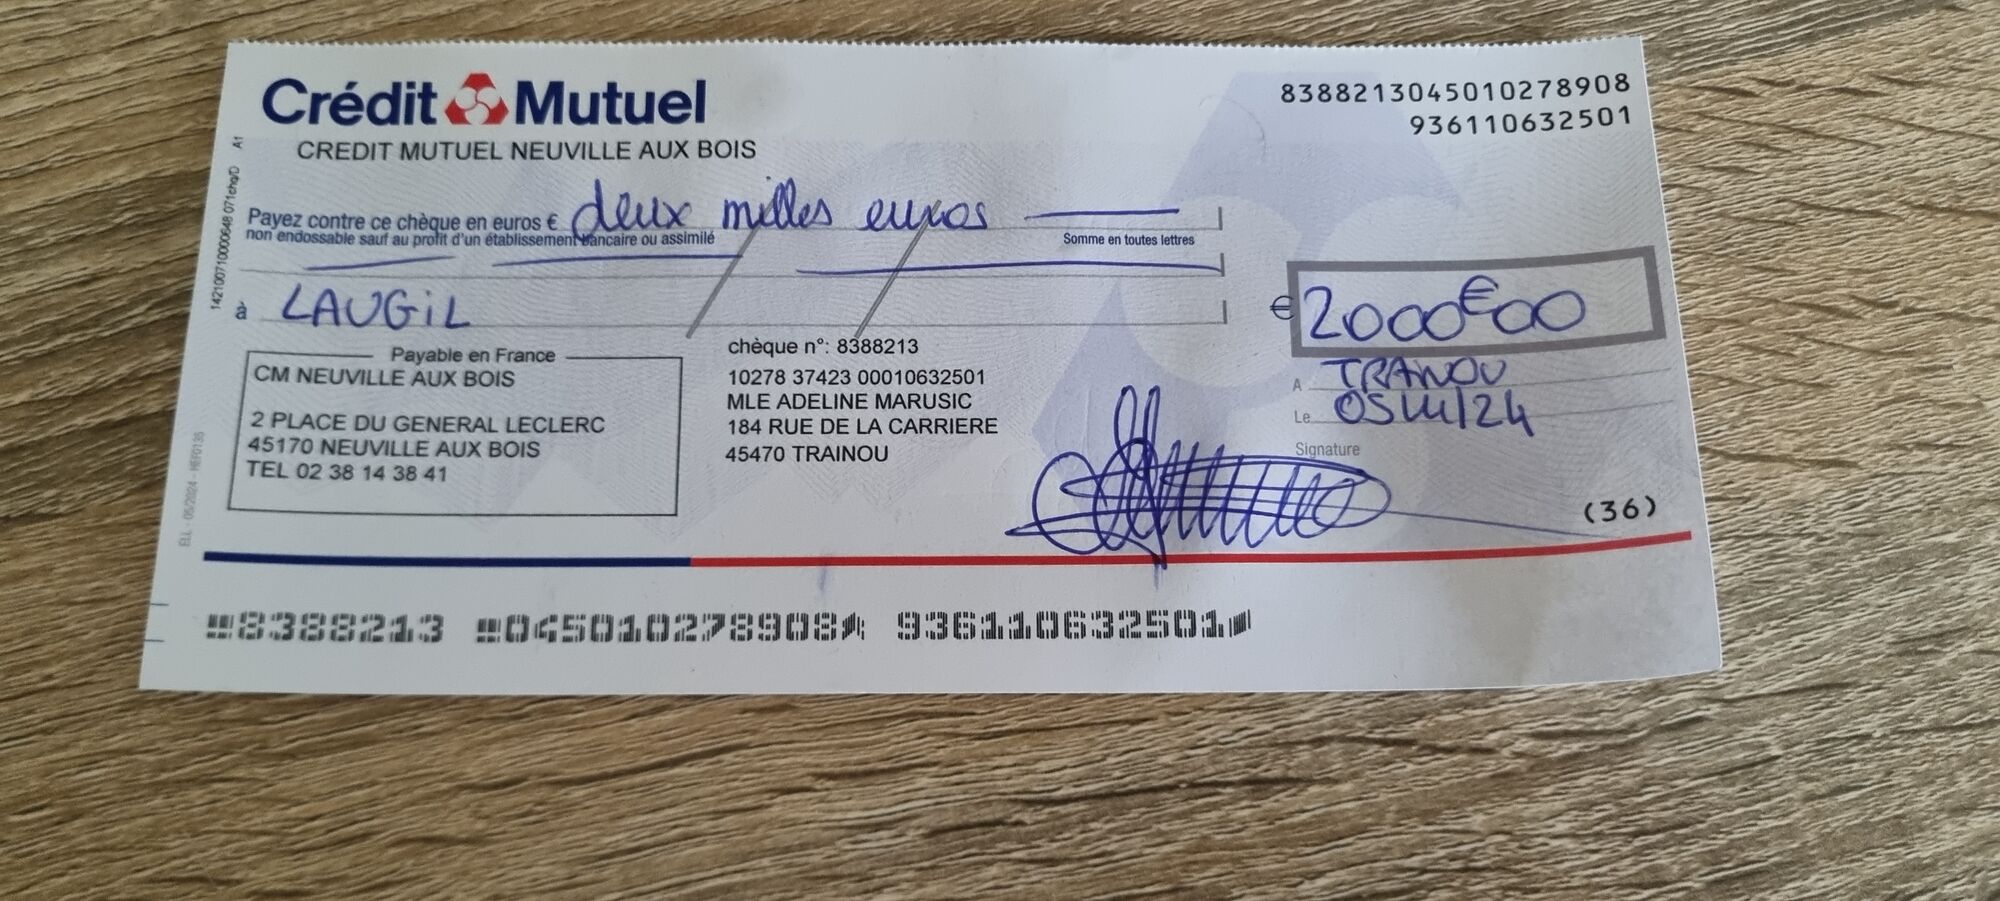 Crédit Mutuel
8388213045010278908
936110632501
CREDIT MUTUEL NEUVILLE AUX BOIS
Payez contre ce chèque en euros € deux milles euros
non endossable sauf au profit d'un établissement bancaire ou assimilé
Somme en toutes lettres
à LAUGIL
€ 2000€00
Payable en France
CM NEUVILLE AUX BOIS
2 PLACE DU GENERAL LECLERC
45170 NEUVILLE AUX BOIS
TEL 02 38 14 38 41
chèque n°: 8388213
10278 37423 00010632501
MLE ADELINE MARUSIC
184 RUE DE LA CARRIERE
45470 TRAINOU
A TRAINOU
Le 05/11/24
Signature
(36)
8388213 045010278908 936110632501